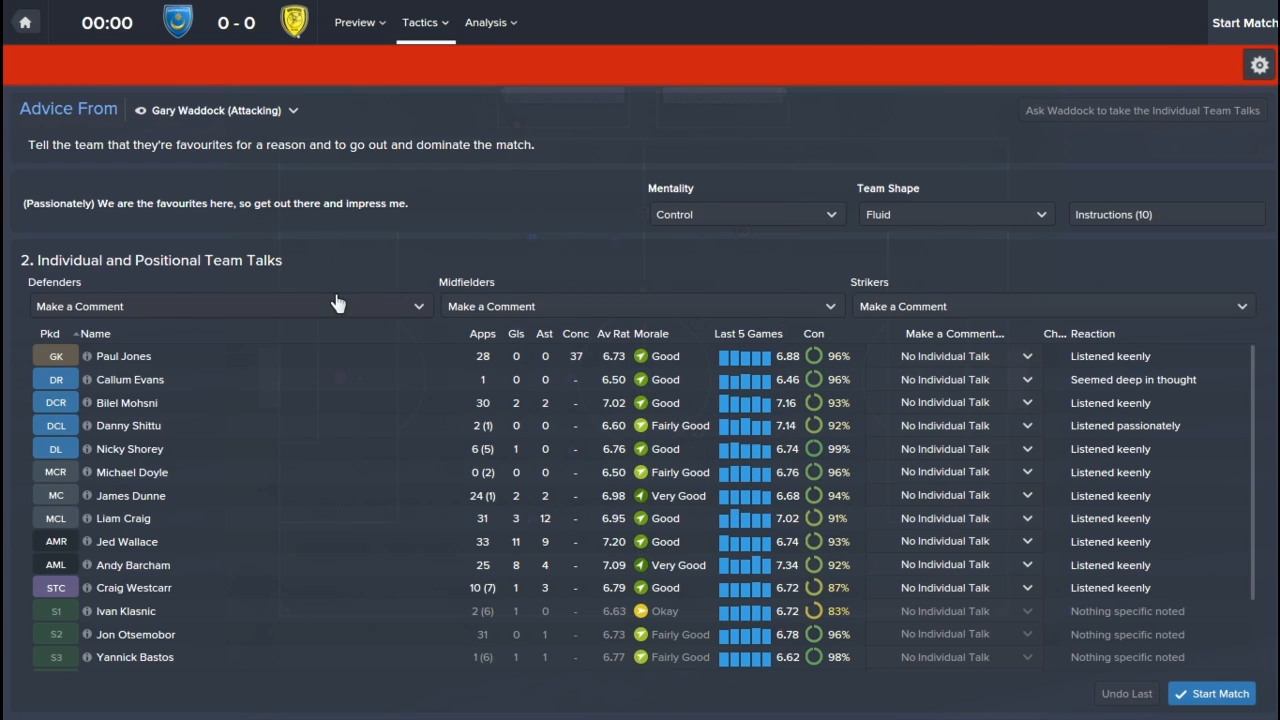 00:00 0 - 0 Preview Tactics Analysis Start Match
Advice From Gary Waddock (Attacking) Ask Waddock to take the Individual Team Talks
Tell the team that they're favourites for a reason and to go out and dominate the match.
Mentality Team Shape
(Passionately) We are the favourites here, so get out there and impress me. Control Fluid Instructions (10)
2. Individual and Positional Team Talks
Defenders Midfielders Strikers
Make a Comment Make a Comment Make a Comment
Pkd Name Apps Gls Ast Conc Av Rat Morale Last 5 Games Con Make a Comment... Ch... Reaction
GK Paul Jones 28 0 0 37 6.73 Good 6.88 96% No Individual Talk Listened keenly
DR Callum Evans 1 0 0 - 6.50 Good 6.46 96% No Individual Talk Seemed deep in thought
DCR Bilel Mohsni 30 2 2 - 7.02 Good 7.16 93% No Individual Talk Listened keenly
DCL Danny Shittu 2 (1) 0 0 - 6.60 Fairly Good 7.14 92% No Individual Talk Listened passionately
DL Nicky Shorey 6 (5) 1 0 - 6.76 Good 6.74 99% No Individual Talk Listened keenly
MCR Michael Doyle 0 (2) 0 0 - 6.50 Fairly Good 6.76 96% No Individual Talk Listened keenly
MC James Dunne 24 (1) 2 2 - 6.98 Very Good 6.68 94% No Individual Talk Listened keenly
MCL Liam Craig 31 3 12 - 6.95 Good 7.02 91% No Individual Talk Listened keenly
AMR Jed Wallace 33 11 9 - 7.20 Good 6.74 93% No Individual Talk Listened keenly
AML Andy Barcham 25 8 4 - 7.09 Very Good 7.34 92% No Individual Talk Listened keenly
STC Craig Westcarr 10 (7) 1 3 - 6.79 Good 6.72 87% No Individual Talk Listened keenly
S1 Ivan Klasnic 2 (6) 1 0 - 6.63 Okay 6.72 83% No Individual Talk Nothing specific noted
S2 Jon Otsemobor 31 0 1 - 6.73 Fairly Good 6.78 96% No Individual Talk Nothing specific noted
S3 Yannick Bastos 1 (6) 1 1 - 6.77 Fairly Good 6.62 98% No Individual Talk Nothing specific noted
Undo Last Start Match